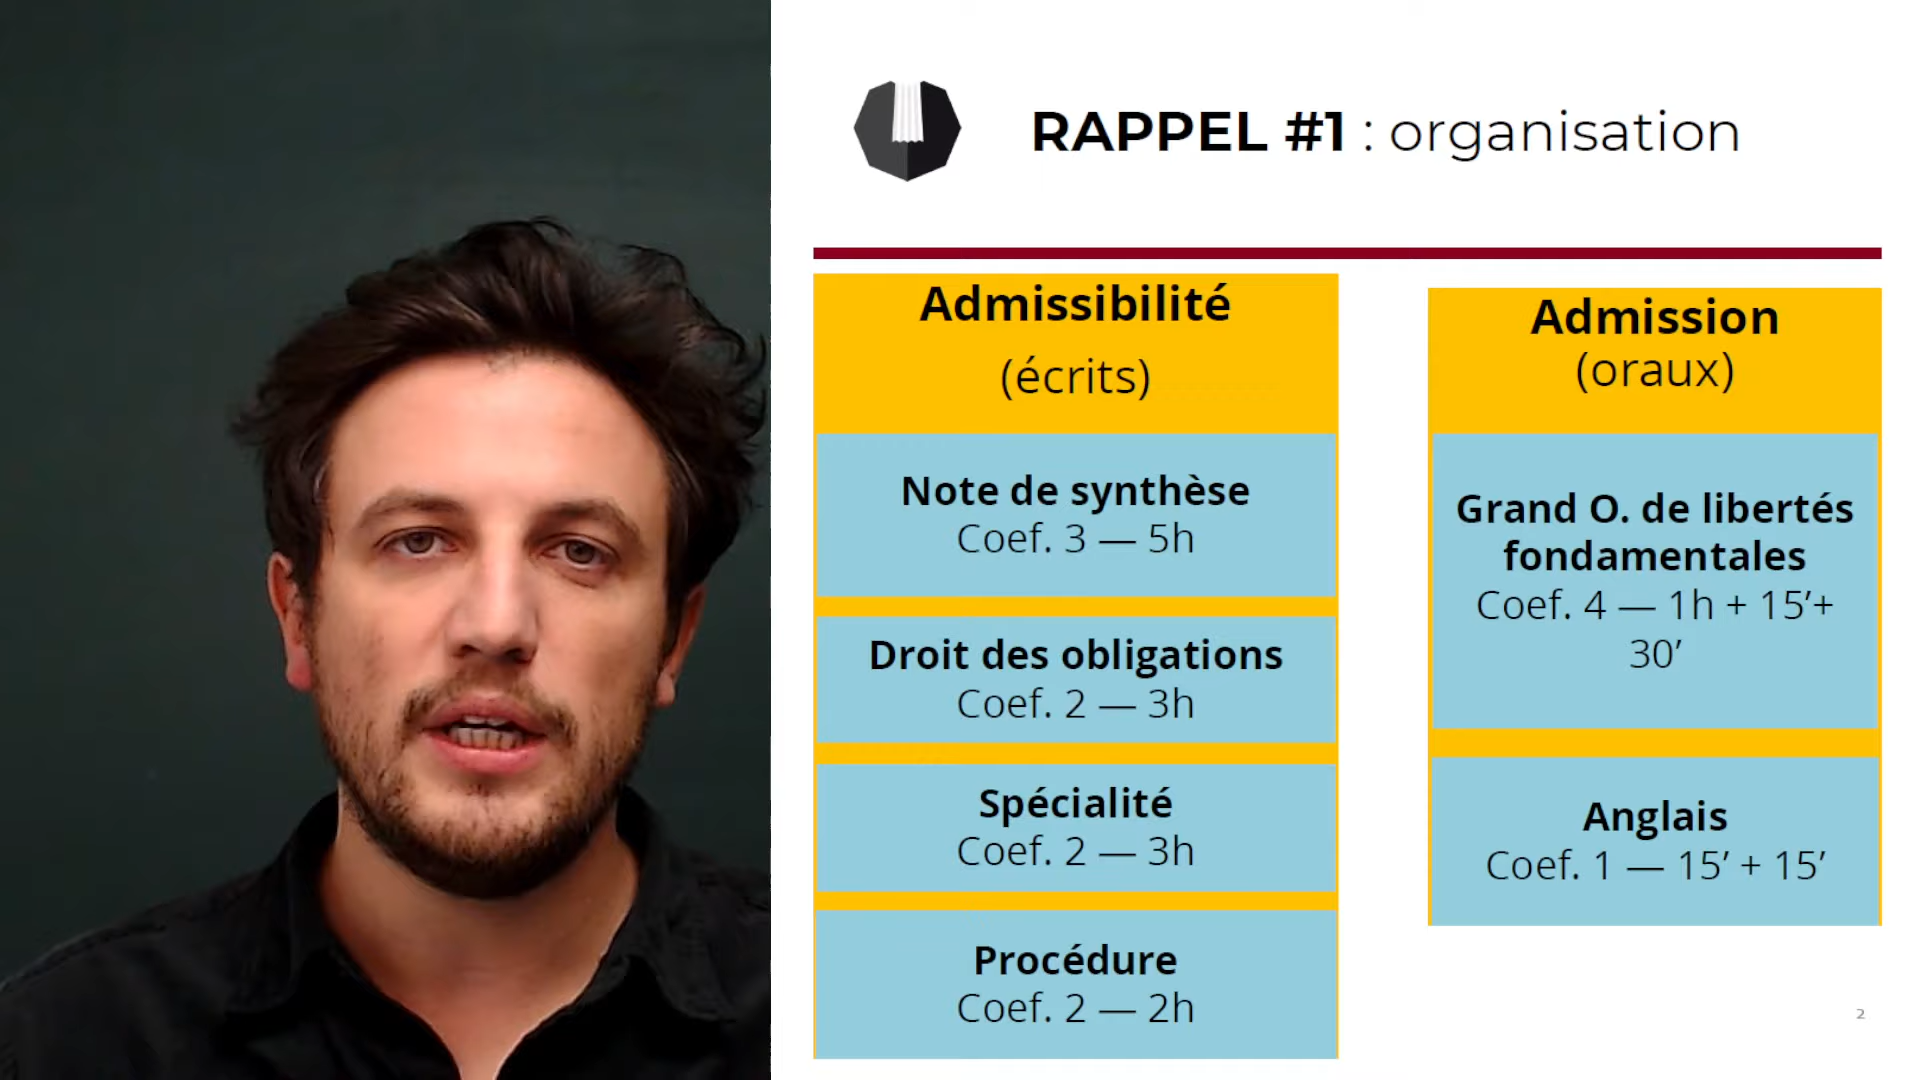 RAPPEL #1 : organisation
Admissibilité
(écrits)
Note de synthèse
Coef. 3 — 5h
Droit des obligations
Coef. 2 — 3h
Spécialité
Coef. 2 — 3h
Procédure
Coef. 2 — 2h
Admission
(oraux)
Grand O. de libertés
fondamentales
Coef. 4 — 1h + 15’+
30’
Anglais
Coef. 1 — 15’ + 15’
2